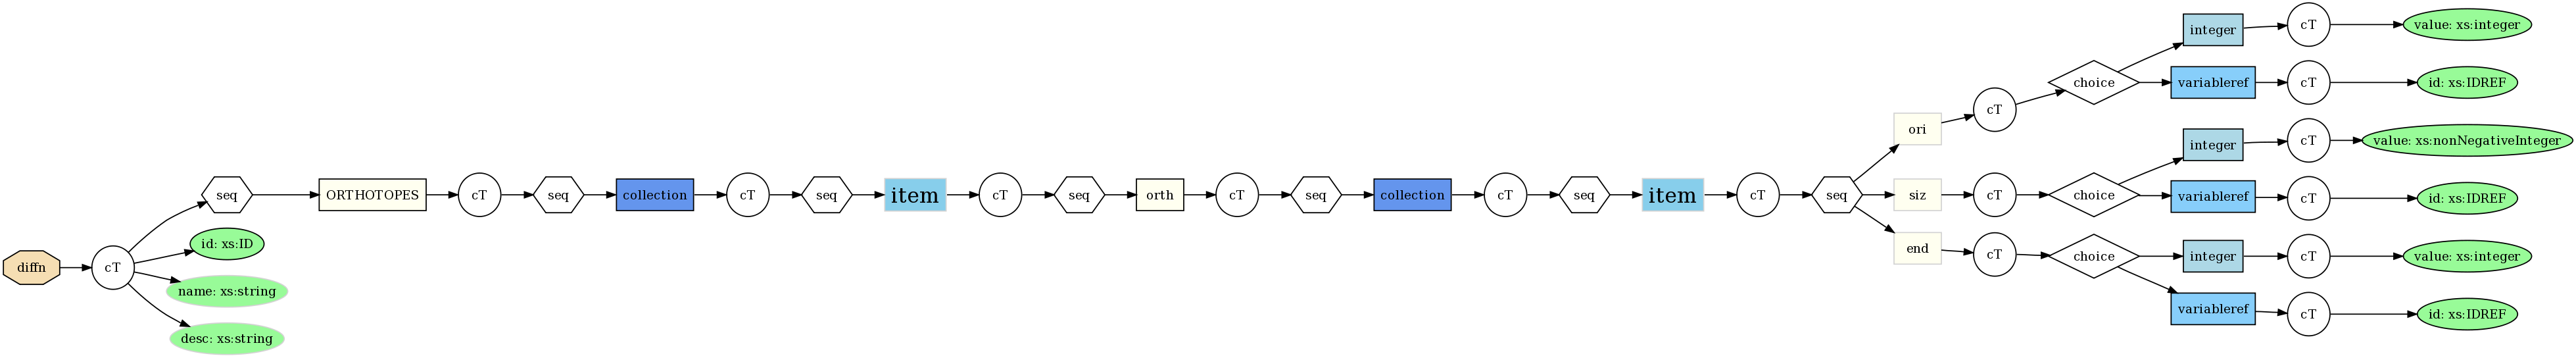 diffn
cT
seq
id: xs:ID
name: xs:string
desc: xs:string
ORTHOTOPES
cT
seq
collection
cT
seq
item
cT
seq
orth
cT
seq
collection
cT
seq
item
cT
seq
ori
cT
choice
integer
cT
value: xs:integer
variableref
cT
id: xs:IDREF
siz
cT
choice
integer
cT
value: xs:nonNegativeInteger
variableref
cT
id: xs:IDREF
end
cT
choice
integer
cT
value: xs:integer
variableref
cT
id: xs:IDREF